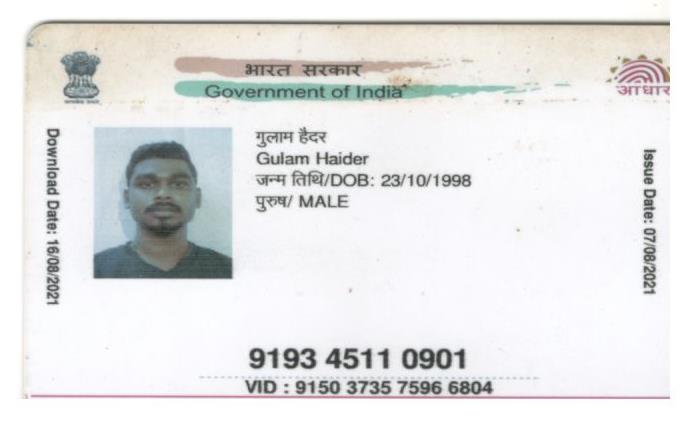 भारत सरकार
Government of India
आधार
Download Date: 16/08/2021
गुलाम हैदर
Gulam Haider
जन्म तिथि/DOB: 23/10/1998
पुरुष/ MALE
Issue Date: 07/08/2021
9193 4511 0901
VID : 9150 3735 7596 6804